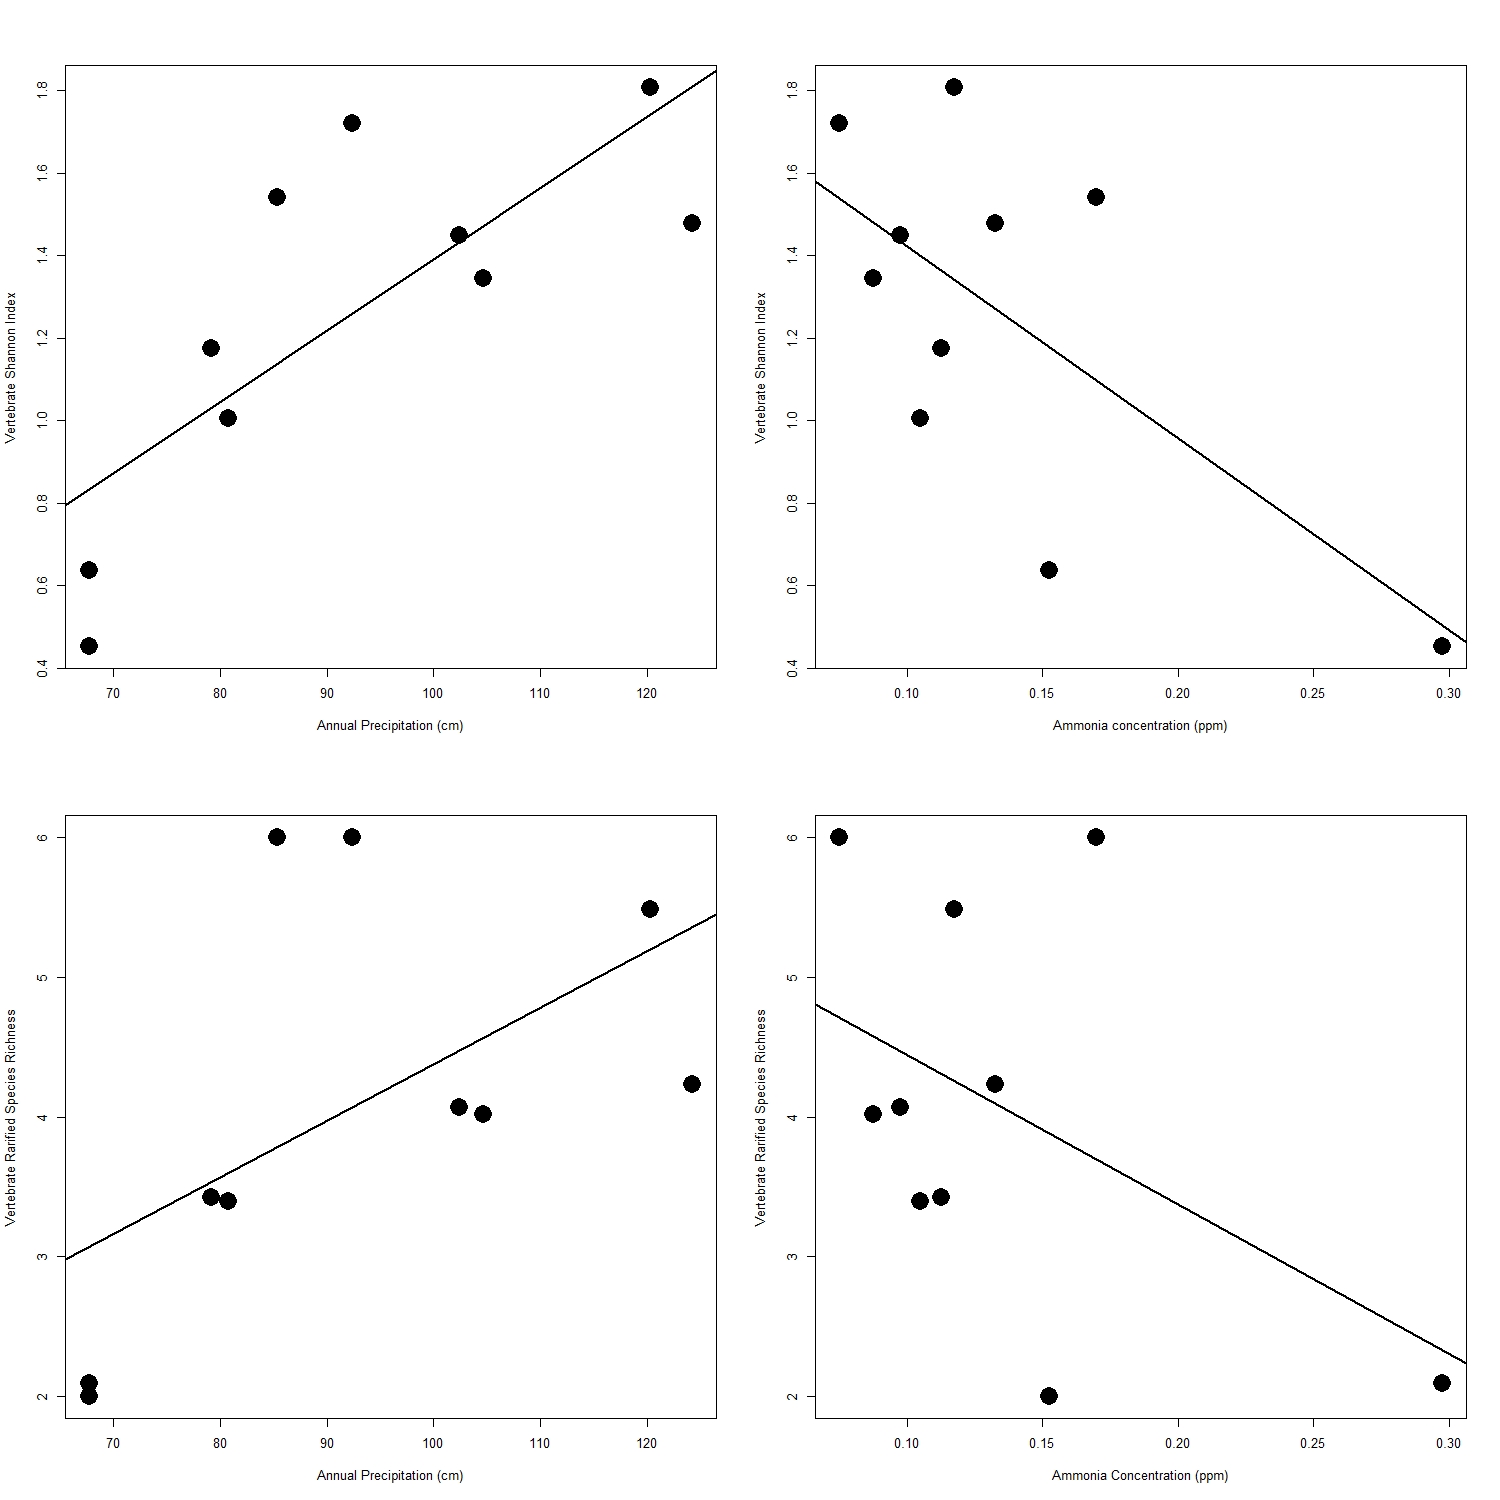 Vertebrate Shannon Index
1.8
1.6
1.4
1.2
1.0
0.8
0.6
0.4
70 80 90 100 110 120
Annual Precipitation (cm)
Vertebrate Shannon Index
1.8
1.6
1.4
1.2
1.0
0.8
0.6
0.4
0.10 0.15 0.20 0.25 0.30
Ammonia concentration (ppm)
Vertebrate Rarified Species Richness
6
5
4
3
2
70 80 90 100 110 120
Annual Precipitation (cm)
Vertebrate Rarified Species Richness
6
5
4
3
2
0.10 0.15 0.20 0.25 0.30
Ammonia Concentration (ppm)